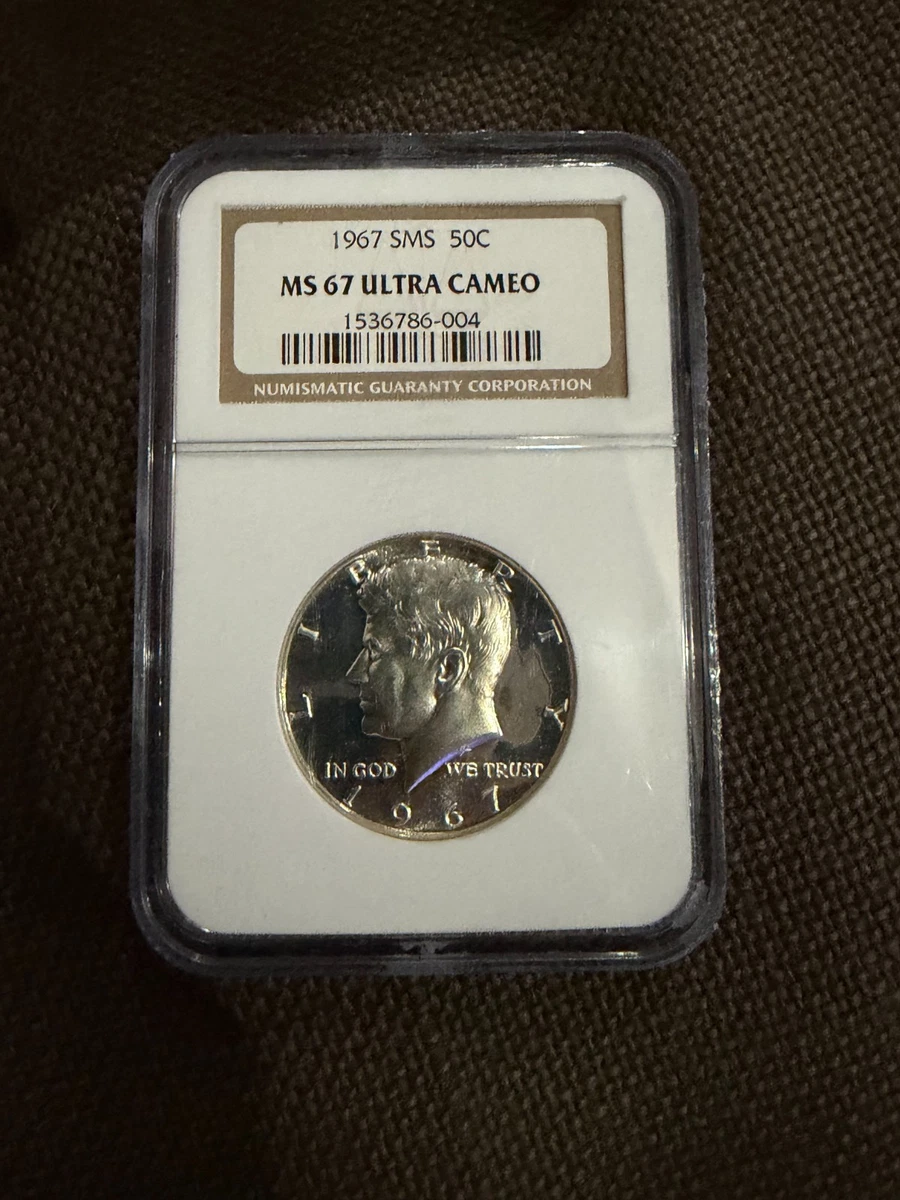 1967 SMS 50C
MS 67 ULTRA CAMEO
1536786-004
NUMISMATIC GUARANTY CORPORATION
LIBERTY
IN GOD WE TRUST
1967